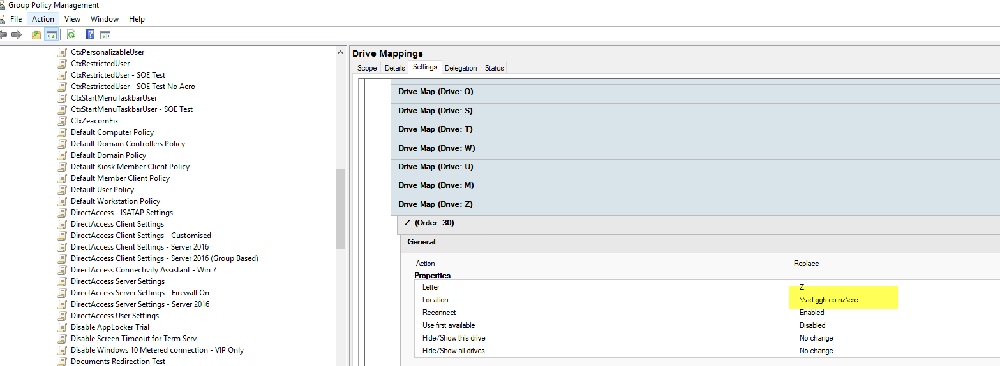 Group Policy Management
File Action View Window Help
CtxPersonalizableUser
CtxRestrictedUser
CtxRestrictedUser - SOE Test
CtxRestrictedUser - SOE Test No Aero
CtxStartMenuTaskbarUser
CtxStartMenuTaskbarUser - SOE Test
CtxZeacomFix
Default Computer Policy
Default Domain Controllers Policy
Default Domain Policy
Default Kiosk Member Client Policy
Default Member Client Policy
Default User Policy
Default Workstation Policy
DirectAccess - ISATAP Settings
DirectAccess Client Settings
DirectAccess Client Settings - Customised
DirectAccess Client Settings - Server 2016
DirectAccess Client Settings - Server 2016 (Group Based)
DirectAccess Connectivity Assistant - Win 7
DirectAccess Server Settings
DirectAccess Server Settings - Firewall On
DirectAccess Server Settings - Server 2016
DirectAccess User Settings
Disable AppLocker Trial
Disable Screen Timeout for Term Serv
Disable Windows 10 Metered connection - VIP Only
Documents Redirection Test
Drive Mappings
Scope Details Settings Delegation Status
Drive Map (Drive: O)
Drive Map (Drive: S)
Drive Map (Drive: T)
Drive Map (Drive: W)
Drive Map (Drive: U)
Drive Map (Drive: M)
Drive Map (Drive: Z)
Z: (Order: 30)
General
Action Replace
Properties
Letter Z
Location \\ad.ggh.co.nz\crc
Reconnect Enabled
Use first available Disabled
Hide/Show this drive No change
Hide/Show all drives No change